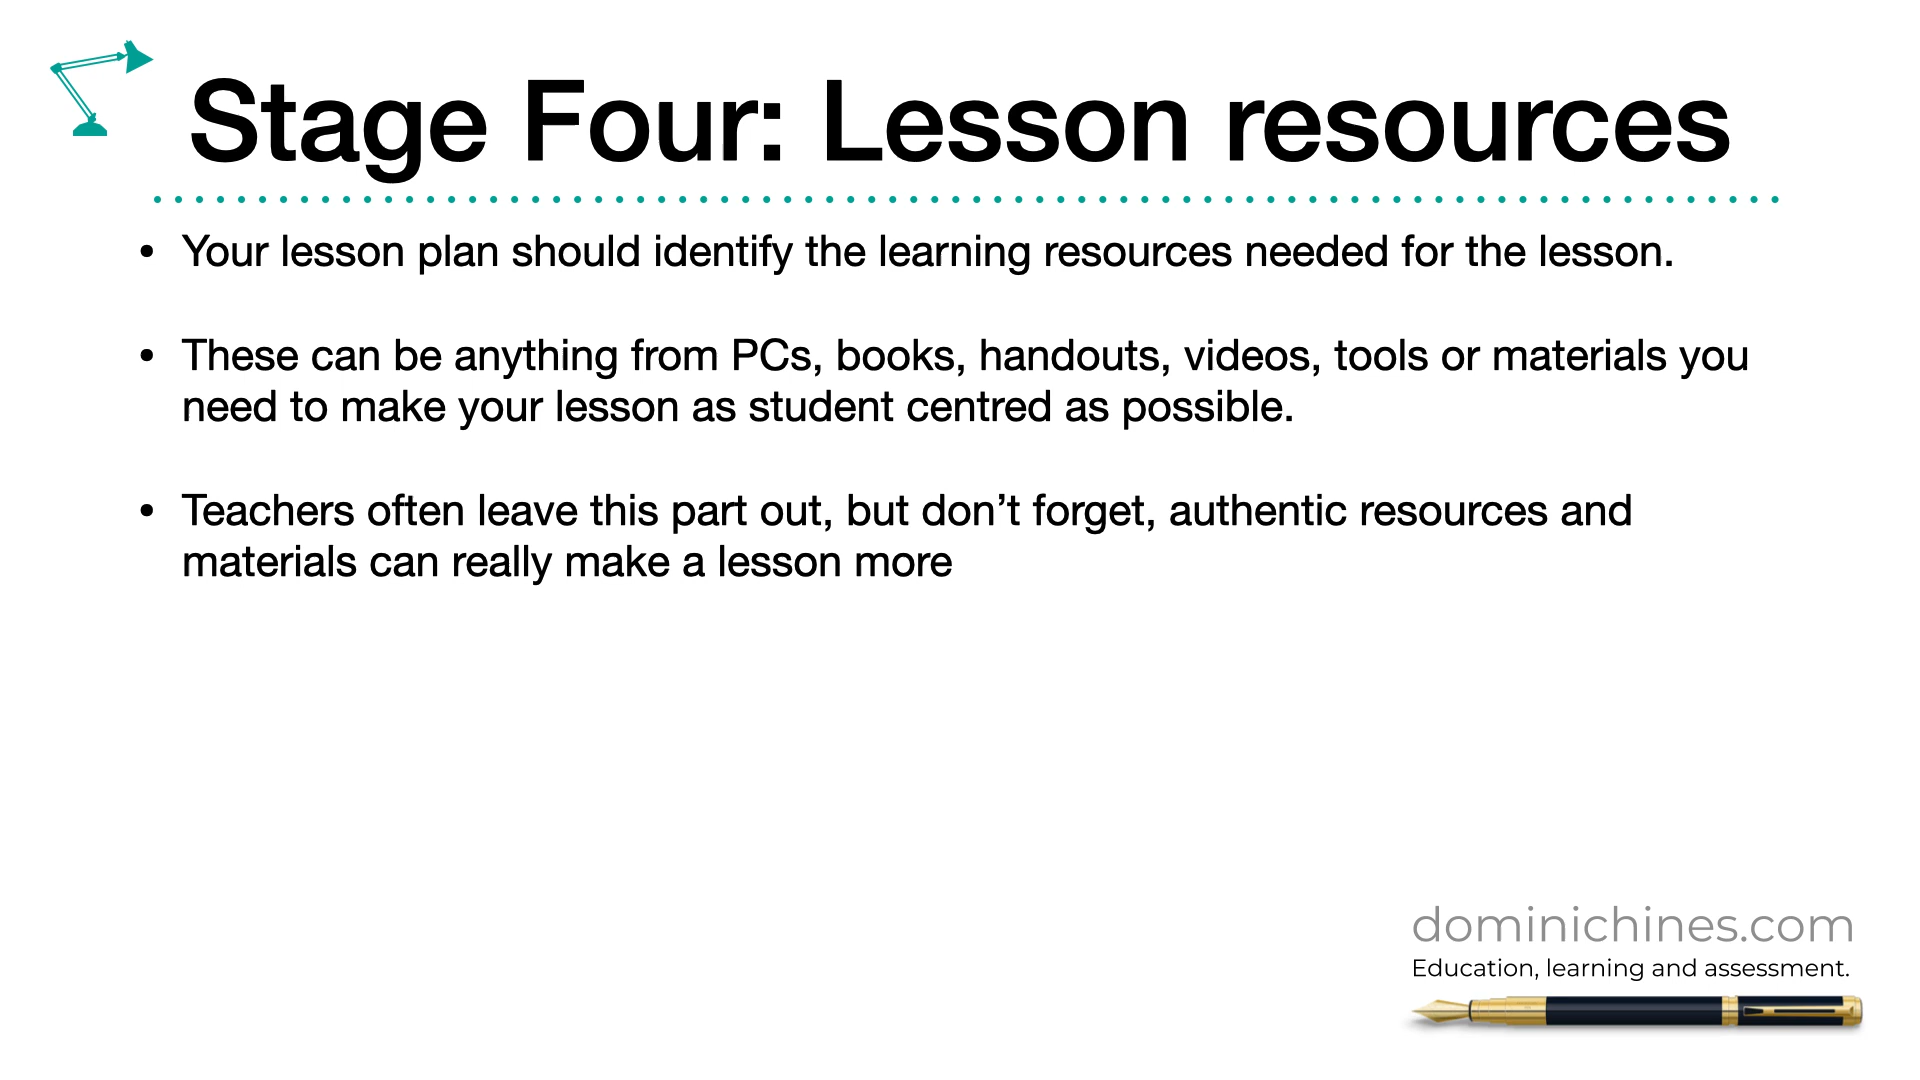 Stage Four: Lesson resources
• Your lesson plan should identify the learning resources needed for the lesson.
• These can be anything from PCs, books, handouts, videos, tools or materials you
need to make your lesson as student centred as possible.
• Teachers often leave this part out, but don’t forget, authentic resources and
materials can really make a lesson more
dominichines.com
Education, learning and assessment.